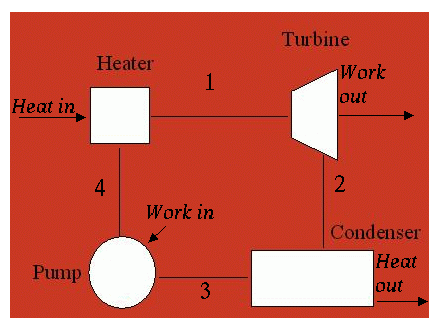 Turbine
Heater
1
Work
out
Heat in
4
2
Work in
Condenser
Pump
3
Heat
out